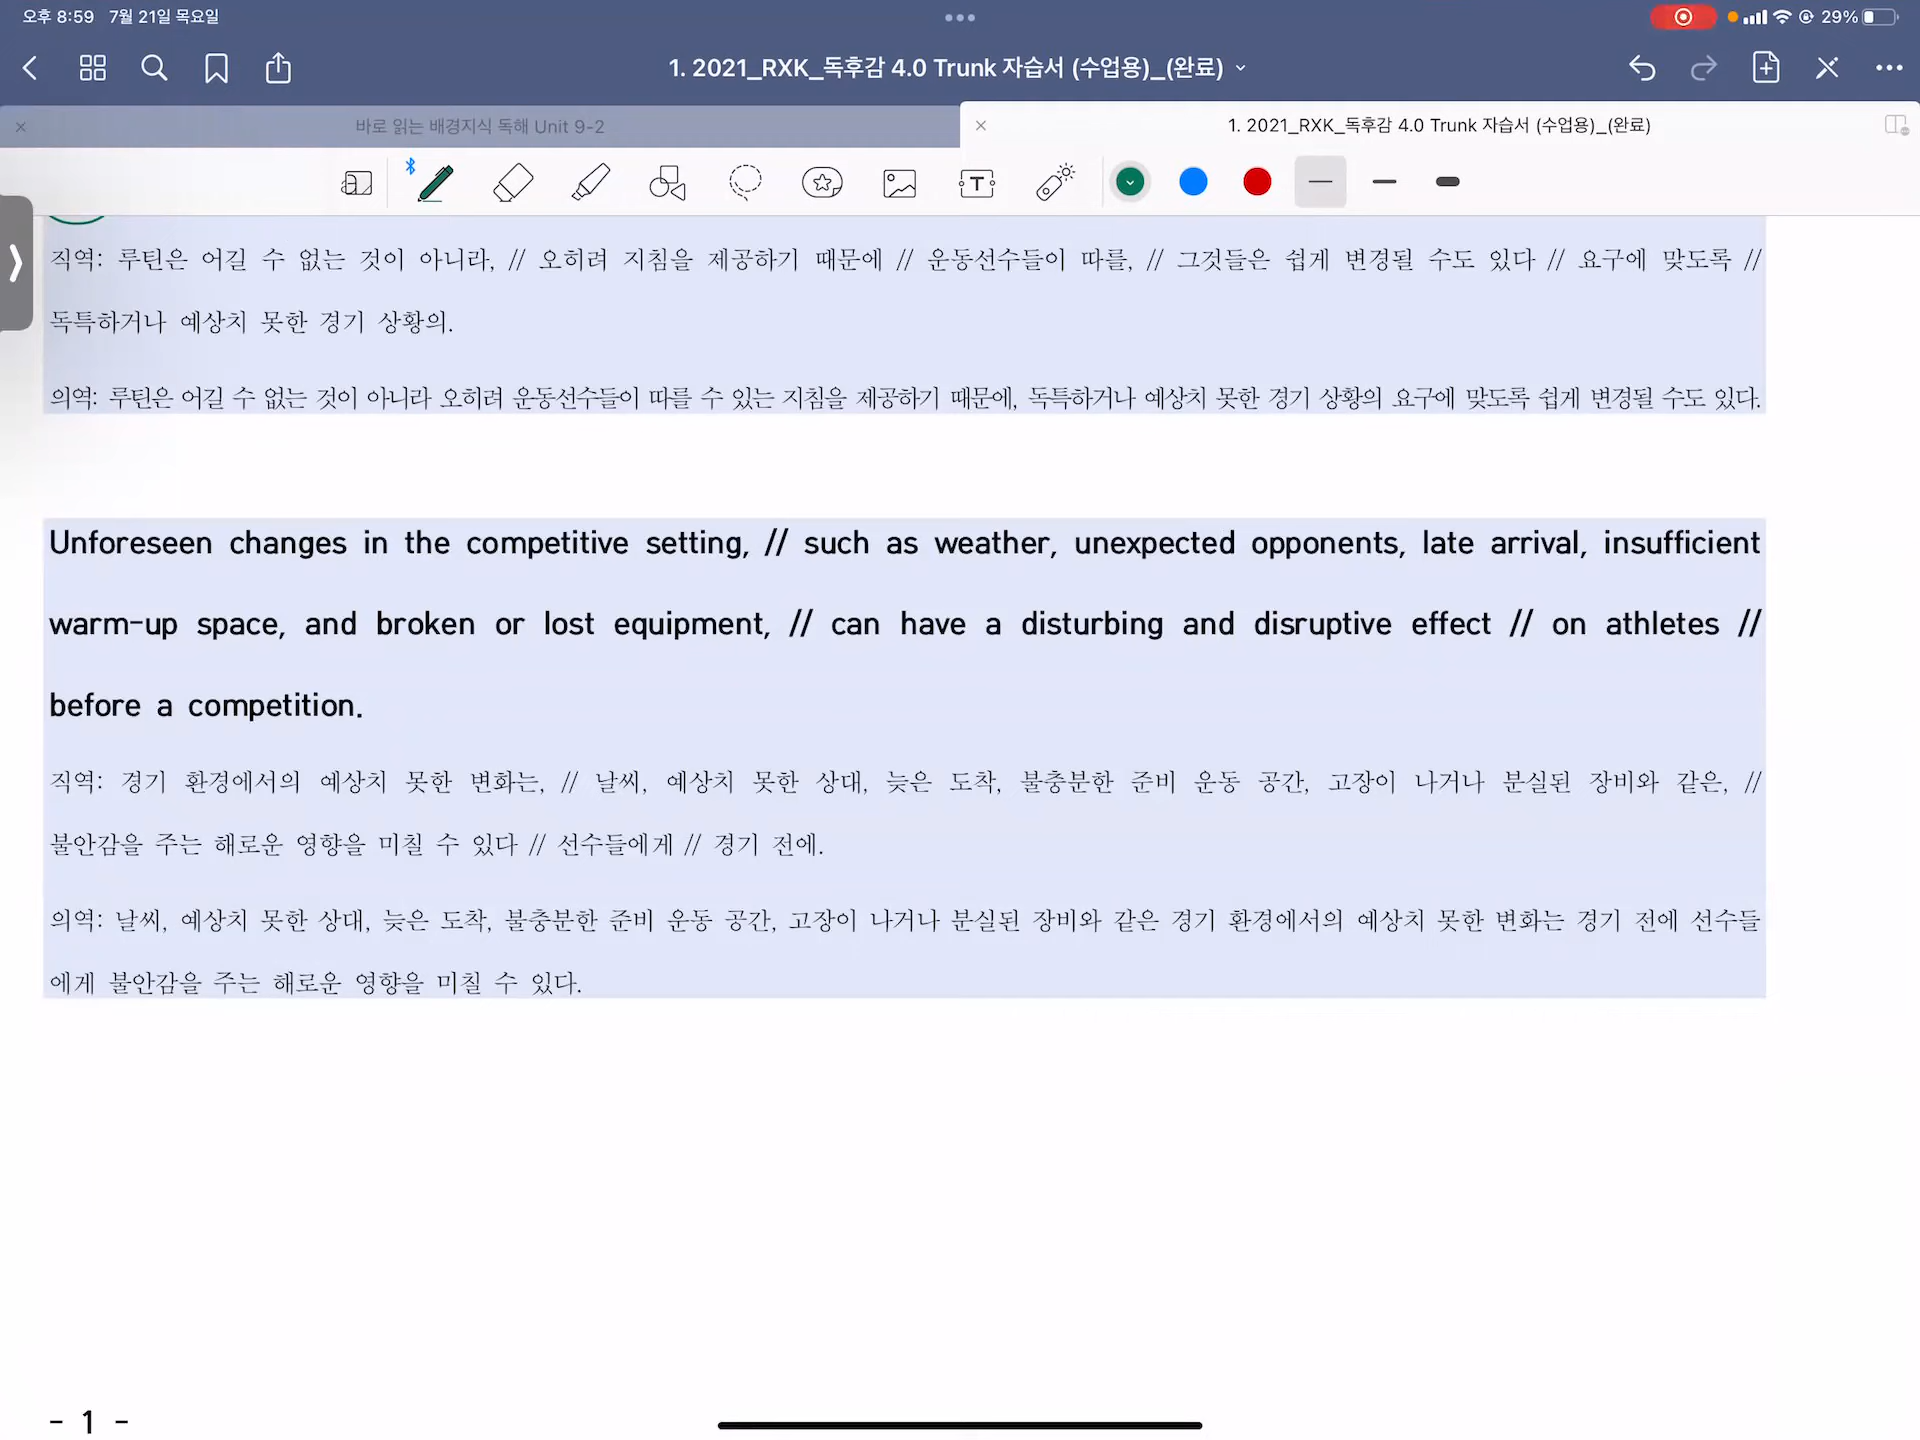 오후 8:59 7월 21일 목요일
29%
1. 2021_RXK_독후감 4.0 Trunk 자습서 (수업용)_(완료)
바로 읽는 배경지식 독해 Unit 9-2
1. 2021_RXK_독후감 4.0 Trunk 자습서 (수업용)_(완료)
직역: 루틴은 어길 수 없는 것이 아니라, // 오히려 지침을 제공하기 때문에 // 운동선수들이 따를, // 그것들은 쉽게 변경될 수도 있다 // 요구에 맞도록 //
독특하거나 예상치 못한 경기 상황의.
의역: 루틴은 어길 수 없는 것이 아니라 오히려 운동선수들이 따를 수 있는 지침을 제공하기 때문에, 독특하거나 예상치 못한 경기 상황의 요구에 맞도록 쉽게 변경될 수도 있다.
Unforeseen changes in the competitive setting, // such as weather, unexpected opponents, late arrival, insufficient
warm-up space, and broken or lost equipment, // can have a disturbing and disruptive effect // on athletes //
before a competition.
직역: 경기 환경에서의 예상치 못한 변화는, // 날씨, 예상치 못한 상대, 늦은 도착, 불충분한 준비 운동 공간, 고장이 나거나 분실된 장비와 같은, //
불안감을 주는 해로운 영향을 미칠 수 있다 // 선수들에게 // 경기 전에.
의역: 날씨, 예상치 못한 상대, 늦은 도착, 불충분한 준비 운동 공간, 고장이 나거나 분실된 장비와 같은 경기 환경에서의 예상치 못한 변화는 경기 전에 선수들
에게 불안감을 주는 해로운 영향을 미칠 수 있다.
- 1 -